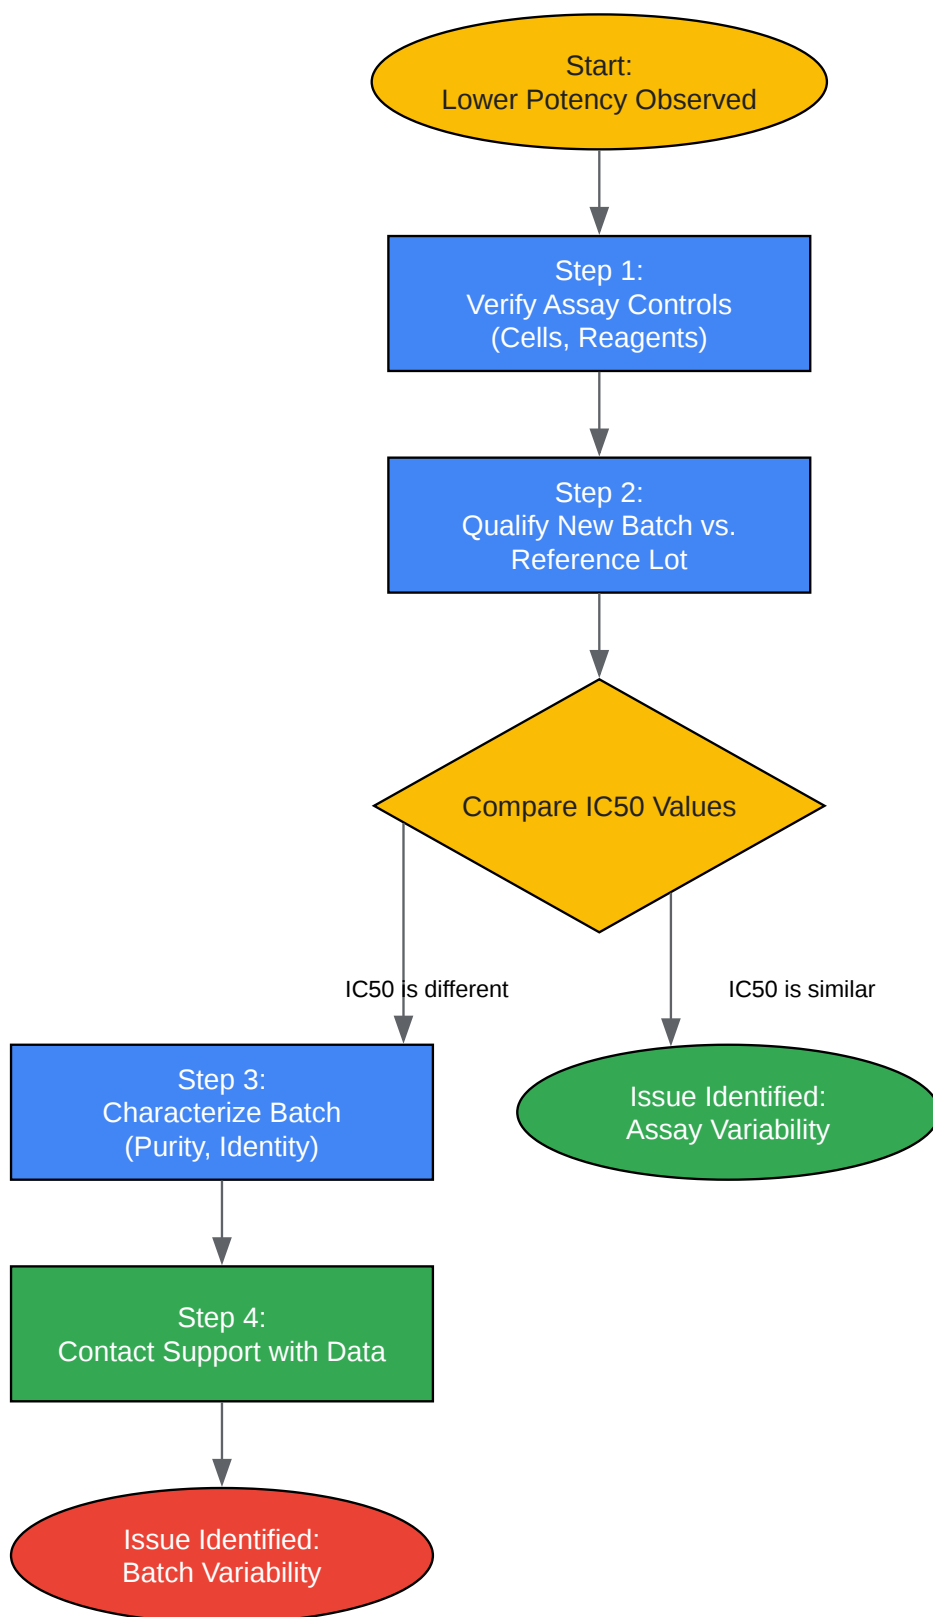 Start:
Lower Potency Observed
Step 1:
Verify Assay Controls
(Cells, Reagents)
Step 2:
Qualify New Batch vs.
Reference Lot
Compare IC50 Values
IC50 is different
IC50 is similar
Step 3:
Characterize Batch
(Purity, Identity)
Issue Identified:
Assay Variability
Step 4:
Contact Support with Data
Issue Identified:
Batch Variability